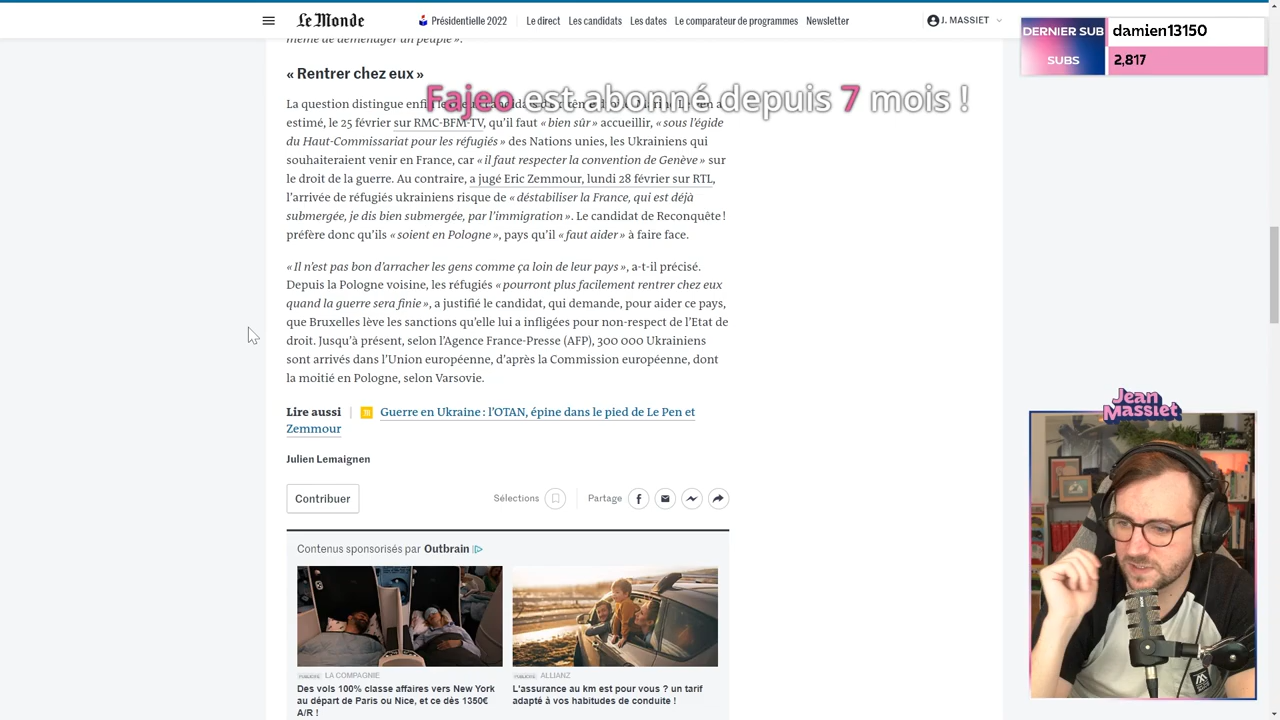 Le Monde
Présidentielle 2022
Le direct
Les candidats
Les dates
Le comparateur de programmes
Newsletter
J. MASSIET
DERNIER SUB
damien13150
SUBS
2,817
même de déménager un peuple ».
« Rentrer chez eux »
Fajeo est abonné depuis 7 mois !
La question distingue enfin le
estimé, le 25 février sur RMC-BFM-TV, qu'il faut « bien sûr » accueillir, « sous l'égide
du Haut-Commissariat pour les réfugiés » des Nations unies, les Ukrainiens qui
souhaiteraient venir en France, car « il faut respecter la convention de Genève » sur
le droit de la guerre. Au contraire, a jugé Eric Zemmour, lundi 28 février sur RTL,
l'arrivée de réfugiés ukrainiens risque de « déstabiliser la France, qui est déjà
submergée, je dis bien submergée, par l'immigration ». Le candidat de Reconquête !
préfère donc qu'ils « soient en Pologne », pays qu'il « faut aider » à faire face.
« Il n'est pas bon d'arracher les gens comme ça loin de leur pays », a-t-il précisé.
Depuis la Pologne voisine, les réfugiés « pourront plus facilement rentrer chez eux
quand la guerre sera finie », a justifié le candidat, qui demande, pour aider ce pays,
que Bruxelles lève les sanctions qu'elle lui a infligées pour non-respect de l'Etat de
droit. Jusqu'à présent, selon l'Agence France-Presse (AFP), 300 000 Ukrainiens
sont arrivés dans l'Union européenne, d'après la Commission européenne, dont
la moitié en Pologne, selon Varsovie.
Lire aussi | Guerre en Ukraine : l'OTAN, épine dans le pied de Le Pen et
Zemmour
Julien Lemaignen
Contribuer
Sélections
Partage
Jean
Massiet
Contenus sponsorisés par Outbrain
LA COMPAGNIE
Des vols 100% classe affaires vers New York
au départ de Paris ou Nice, et ce dès 1350€
A/R !
ALLIANZ
L'assurance au km est pour vous ? un tarif
adapté à vos habitudes de conduite !